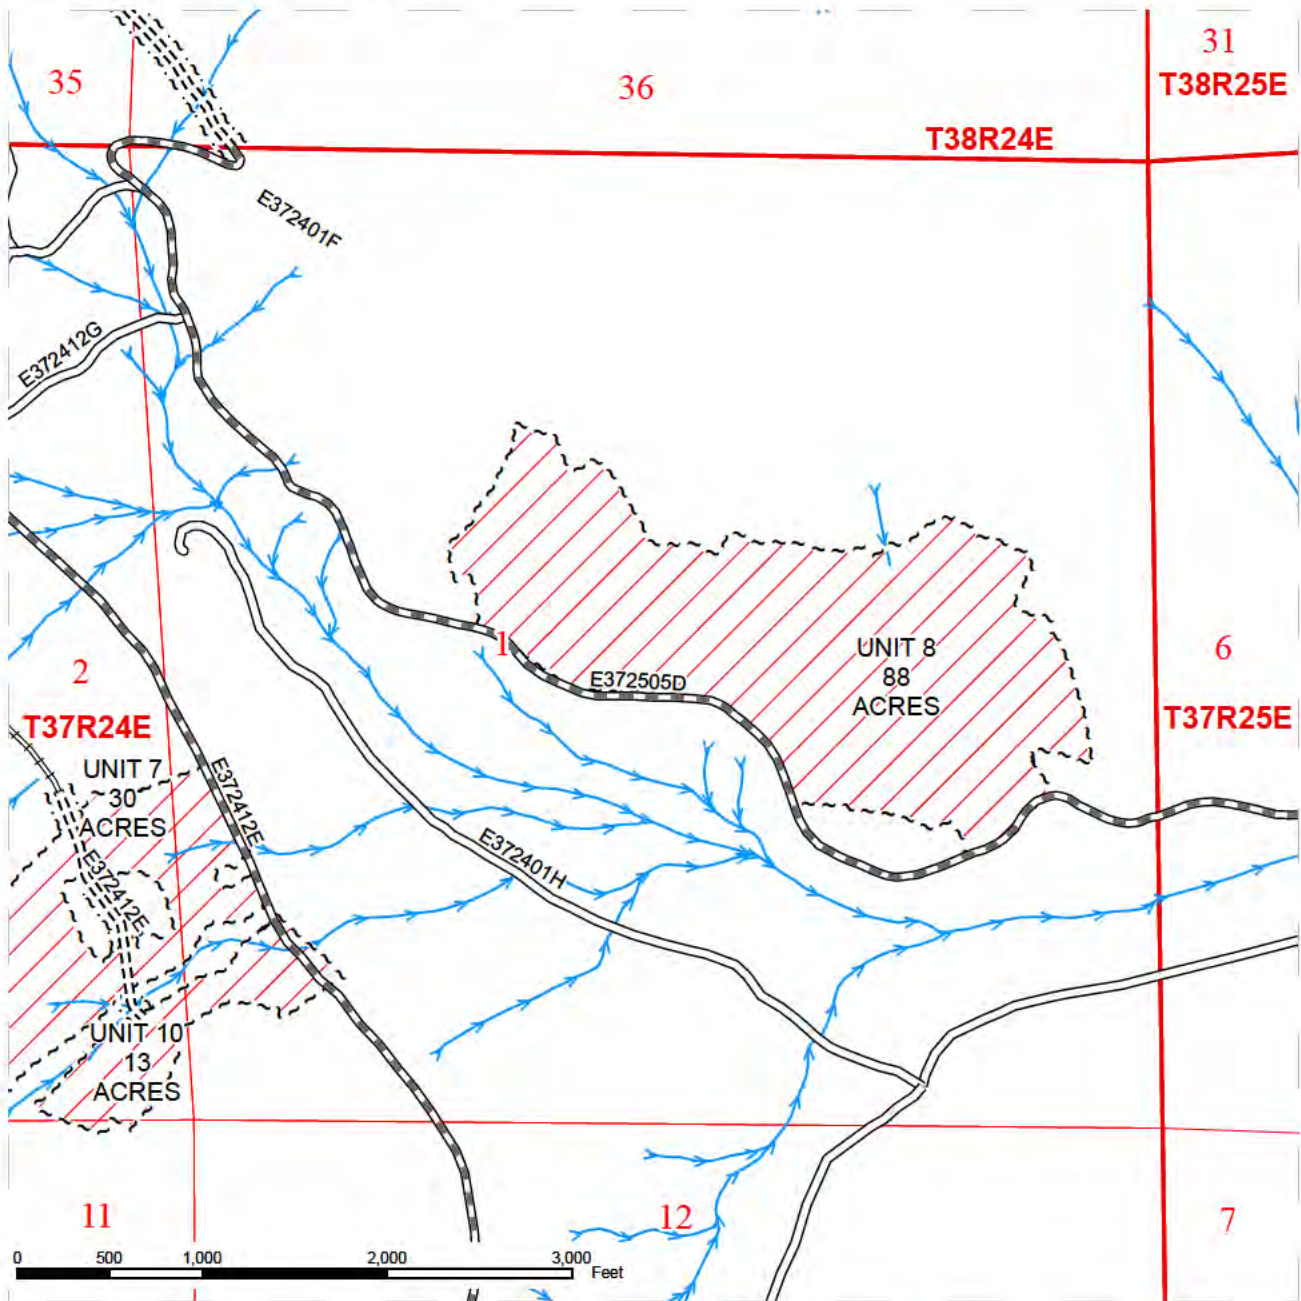 31
35
36
T38R25E
T38R24E
E372401F
E372412G
1
UNIT 8
88
ACRES
6
2
E372505D
T37R24E
T37R25E
UNIT 7
30
ACRES
E372412E
E372412E
E372401H
UNIT 10
13
ACRES
11
12
7
0 500 1,000 2,000 3,000
Feet